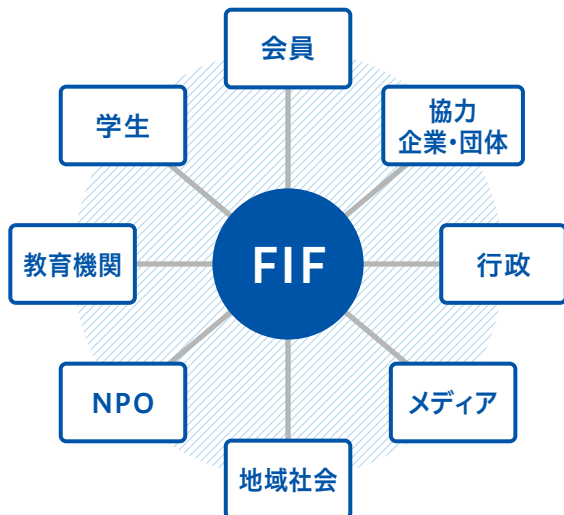 会員
学生
協力
企業・団体
教育機関
FIF
行政
NPO
メディア
地域社会